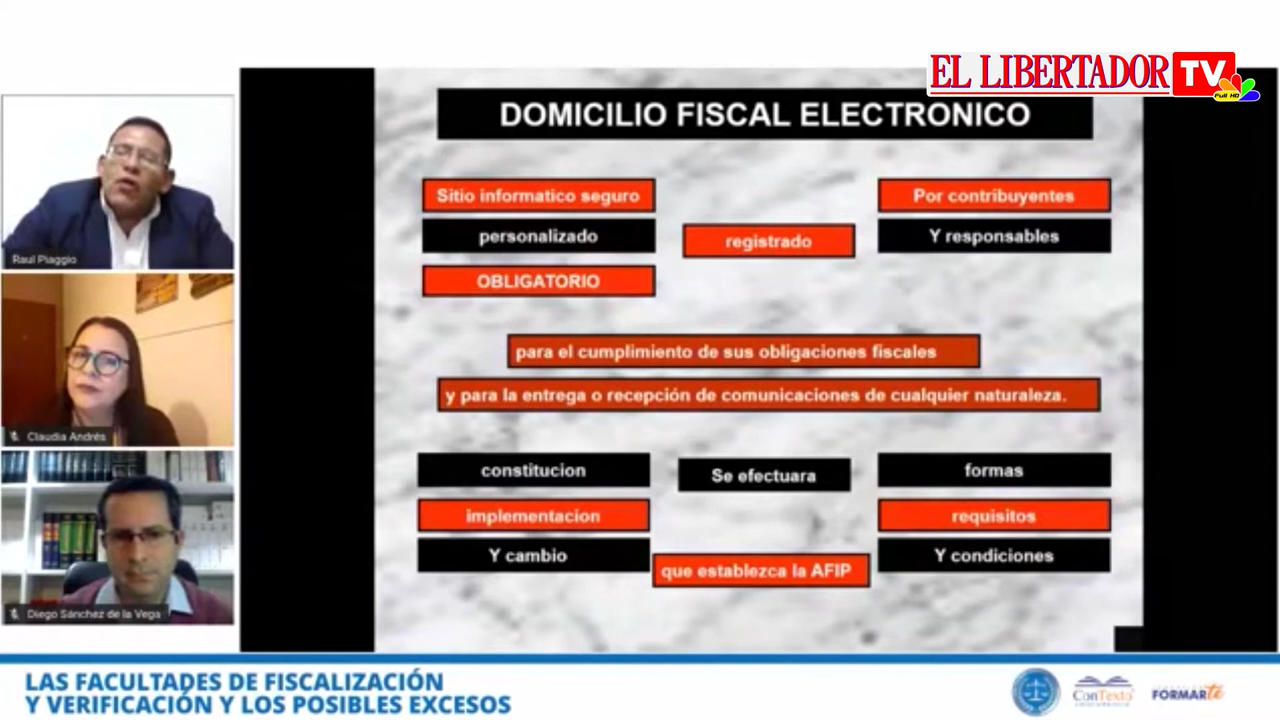 EL LIBERTADOR TV
Full HD
DOMICILIO FISCAL ELECTRONICO
Sitio informatico seguro
personalizado
OBLIGATORIO
registrado
Por contribuyentes
Y responsables
para el cumplimiento de sus obligaciones fiscales
y para la entrega o recepción de comunicaciones de cualquier naturaleza.
constitucion
implementacion
Y cambio
Se efectuara
que establezca la AFIP
formas
requisitos
Y condiciones
Raul Piaggio
Claudia Andrés
Diego Sánchez de la Vega
LAS FACULTADES DE FISCALIZACIÓN
Y VERIFICACIÓN Y LOS POSIBLES EXCESOS
ConTexto
FORMARte